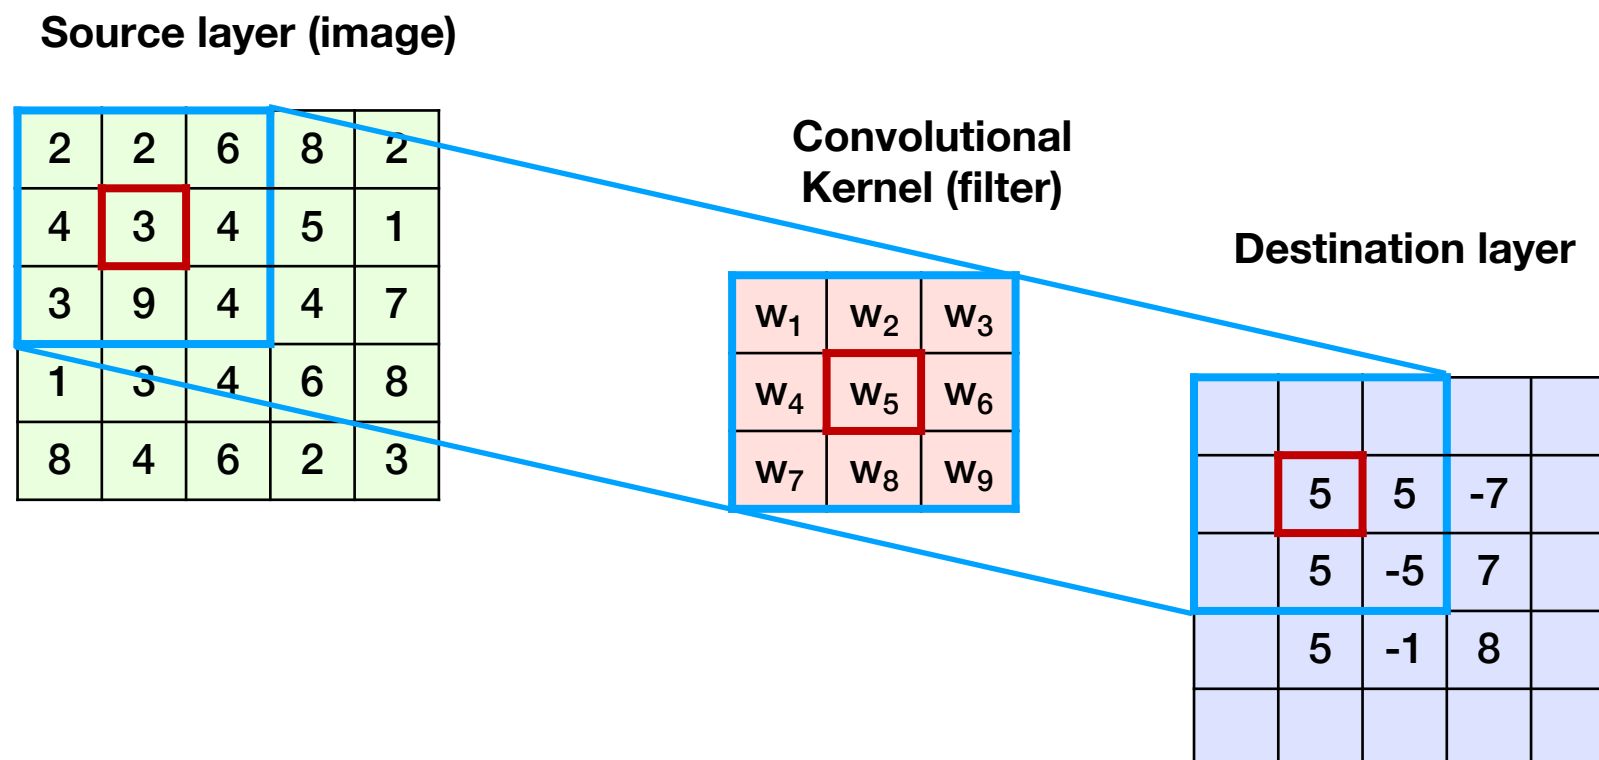 Source layer (image)
2 2 6 8 2
4 3 4 5 1
3 9 4 4 7
1 3 4 6 8
8 4 6 2 3
Convolutional
Kernel (filter)
w₁ w₂ w₃
w₄ w₅ w₆
w₇ w₈ w₉
Destination layer
5 5 -7
5 -5 7
5 -1 8